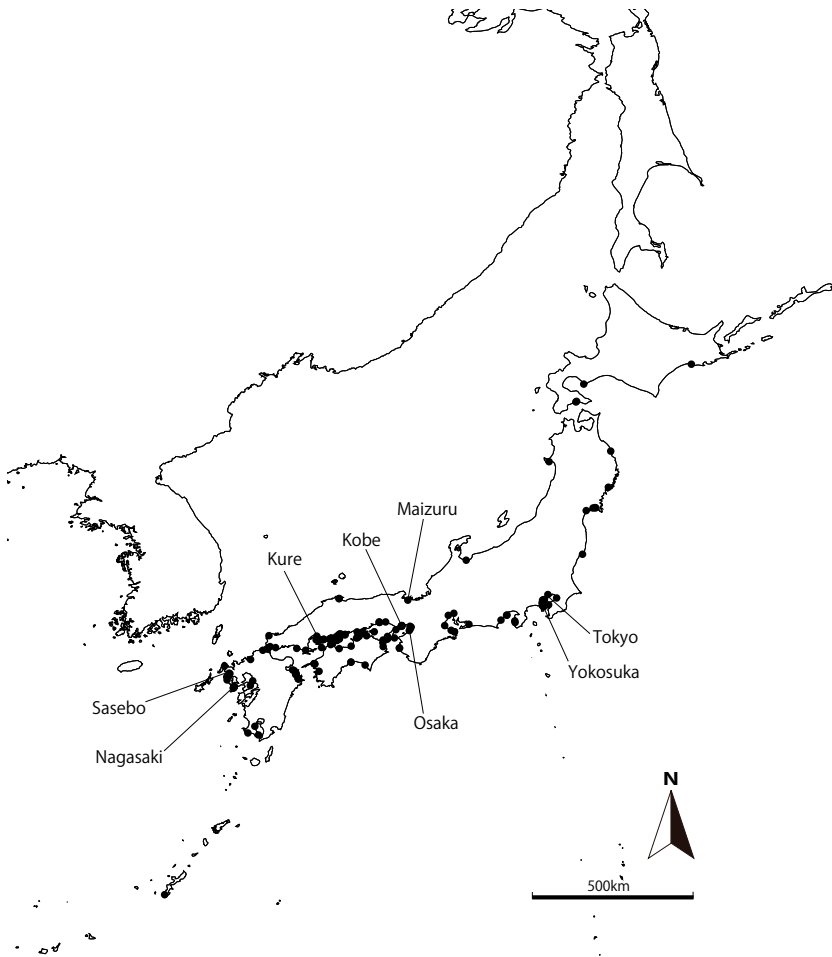 Maizuru
Kobe
Kure
Tokyo
Yokosuka
Sasebo
Osaka
Nagasaki
N
500km